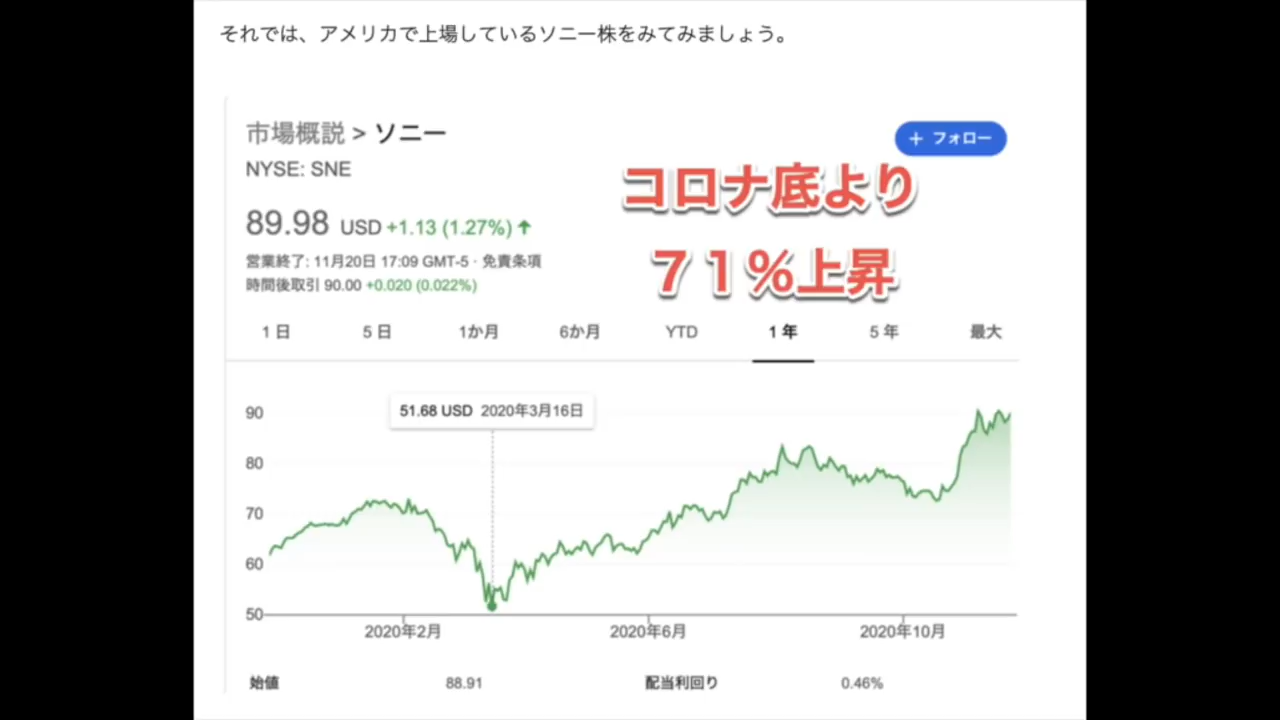 それでは、アメリカで上場しているソニー株をみてみましょう。
市場概説 > ソニー
+ フォロー
NYSE: SNE
コロナ底より
７１％上昇
89.98 USD +1.13 (1.27%) ↑
営業終了: 11月20日 17:09 GMT-5 · 免責条項
時間後取引 90.00 +0.020 (0.022%)
1 日 5 日 1か月 6か月 YTD 1 年 5 年 最大
51.68 USD 2020年3月16日
90
80
70
60
50
2020年2月 2020年6月 2020年10月
始値 88.91 配当利回り 0.46%